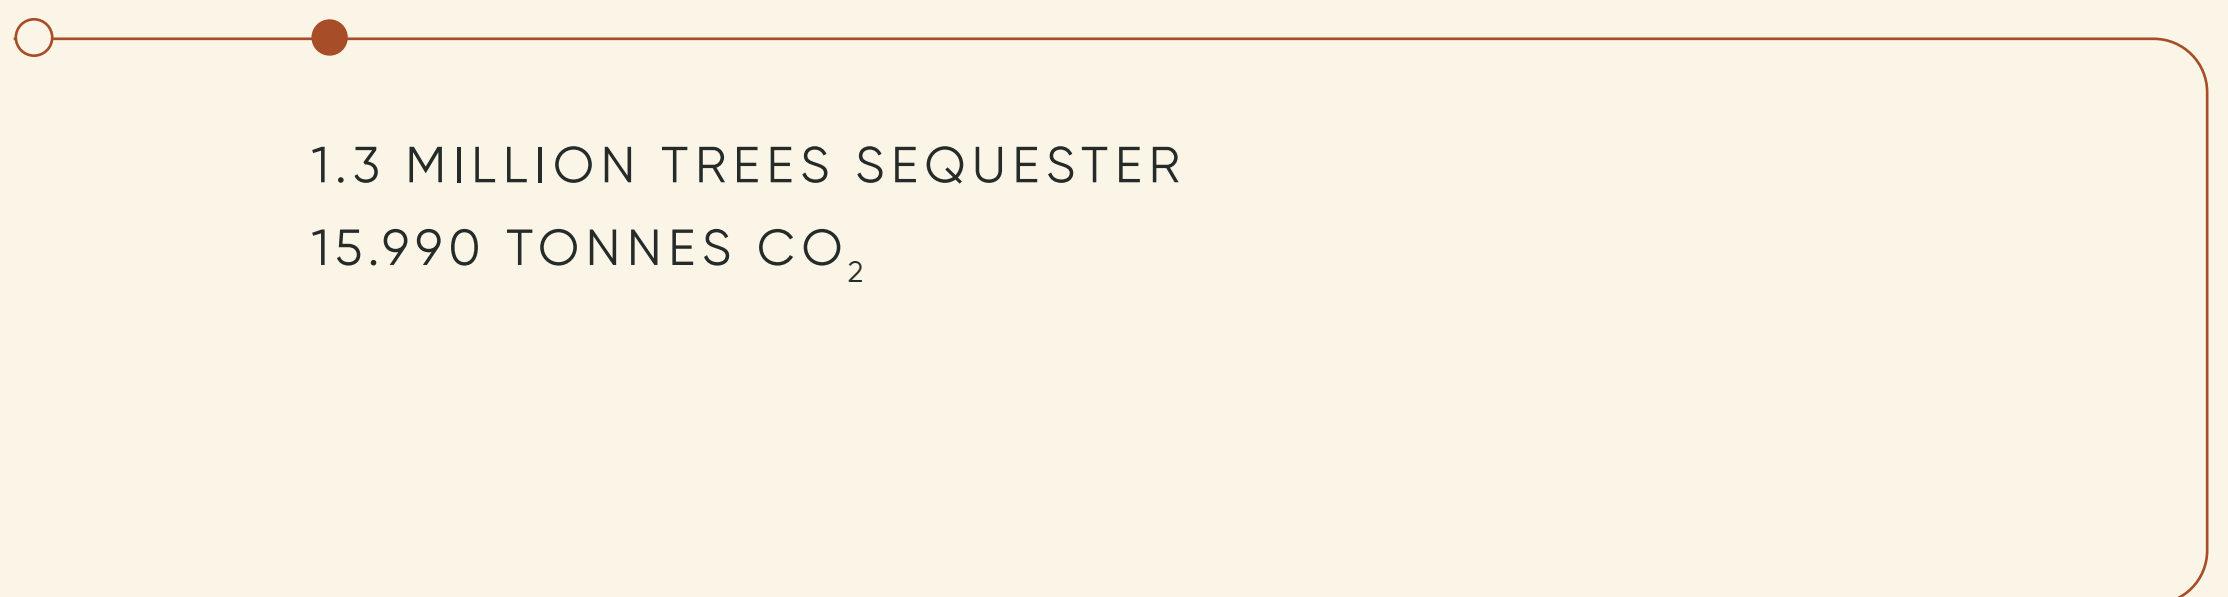 1.3 MILLION TREES SEQUESTER
15.990 TONNES CO₂